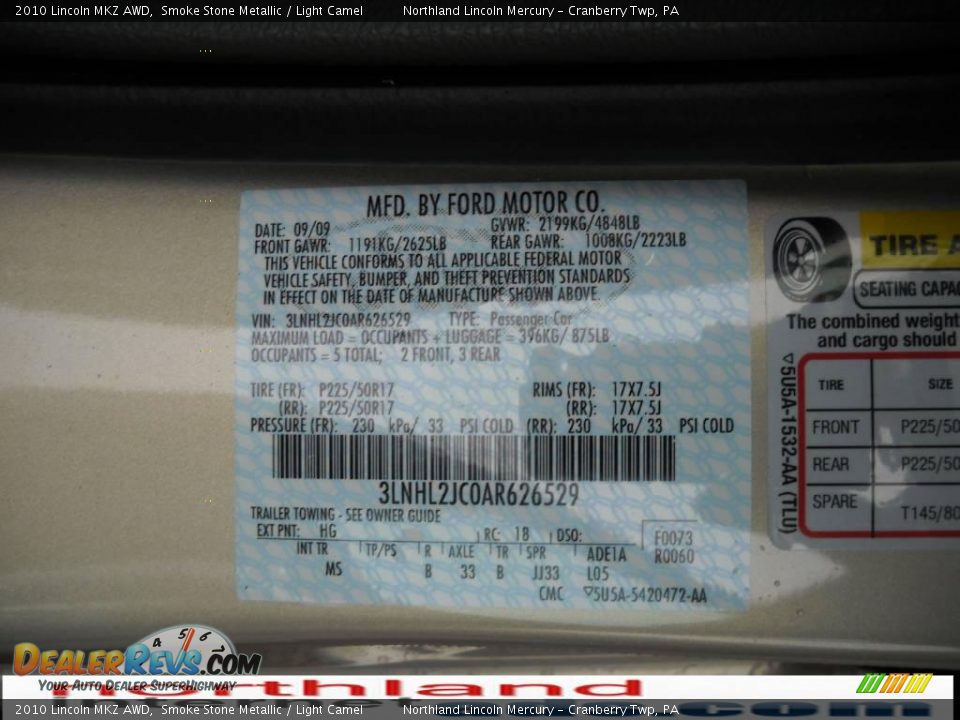 2010 Lincoln MKZ AWD, Smoke Stone Metallic / Light Camel Northland Lincoln Mercury - Cranberry Twp, PA
MFD. BY FORD MOTOR CO.
DATE: 09/09 GVWR: 2199KG/4848LB
FRONT GAWR: 1191KG/2625LB REAR GAWR: 1008KG/2223LB
THIS VEHICLE CONFORMS TO ALL APPLICABLE FEDERAL MOTOR
VEHICLE SAFETY, BUMPER, AND THEFT PREVENTION STANDARDS
IN EFFECT ON THE DATE OF MANUFACTURE SHOWN ABOVE.
VIN: 3LNHL2JC0AR626529 TYPE: Passenger Car
MAXIMUM LOAD = OCCUPANTS + LUGGAGE = 396KG/ 875LB
OCCUPANTS = 5 TOTAL; 2 FRONT, 3 REAR
TIRE (FR): P225/50R17 RIMS (FR): 17X7.5J
(RR): P225/50R17 (RR): 17X7.5J
PRESSURE (FR): 230 kPa/ 33 PSI COLD (RR): 230 kPa/ 33 PSI COLD
3LNHL2JC0AR626529
TRAILER TOWING - SEE OWNER GUIDE
EXT PNT: HG RC: 18 DSO: F0073
R0060
INT TR TP/PS R AXLE TR SPR ADE1A
MS B 33 B JJ33 L05
CMC ▽5U5A-5420472-AA
TIRE A
SEATING CAPA
The combined weight
and cargo should
▽5U5A-1532-AA (TLU)
TIRE SIZE
FRONT P225/50
REAR P225/50
SPARE T145/80
4 5 6 7
DEALERREVS.COM
YOUR AUTO DEALER SUPERHIGHWAY
northland
2010 Lincoln MKZ AWD, Smoke Stone Metallic / Light Camel Northland Lincoln Mercury - Cranberry Twp, PA